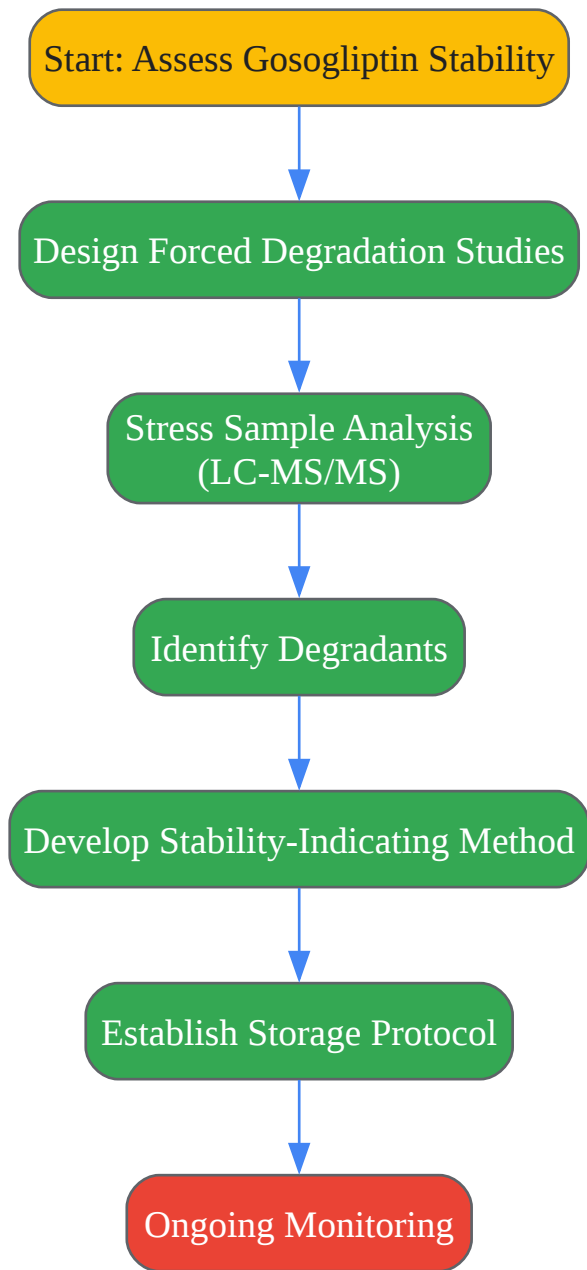 Start: Assess Gosogliptin Stability
Design Forced Degradation Studies
Stress Sample Analysis
(LC-MS/MS)
Identify Degradants
Develop Stability-Indicating Method
Establish Storage Protocol
Ongoing Monitoring